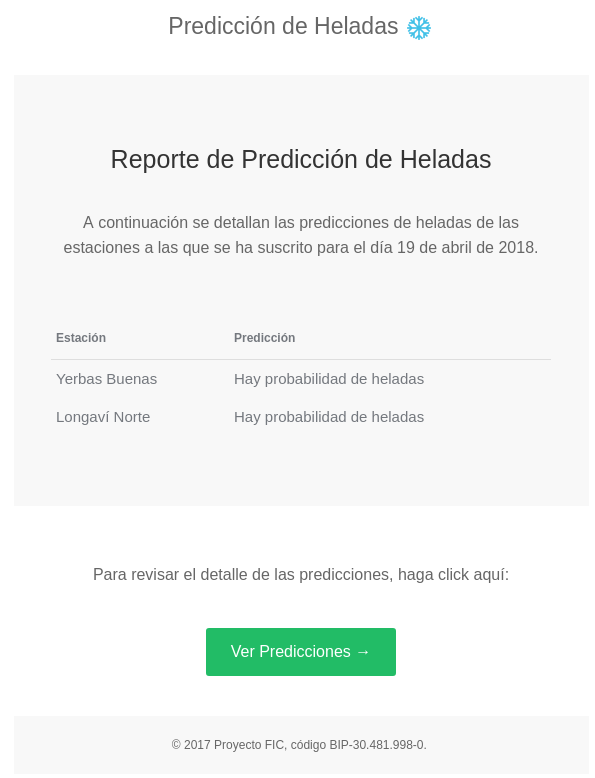 Predicción de Heladas
Reporte de Predicción de Heladas
A continuación se detallan las predicciones de heladas de las
estaciones a las que se ha suscrito para el día 19 de abril de 2018.
Estación Predicción
Yerbas Buenas Hay probabilidad de heladas
Longaví Norte Hay probabilidad de heladas
Para revisar el detalle de las predicciones, haga click aquí:
Ver Predicciones →
© 2017 Proyecto FIC, código BIP-30.481.998-0.